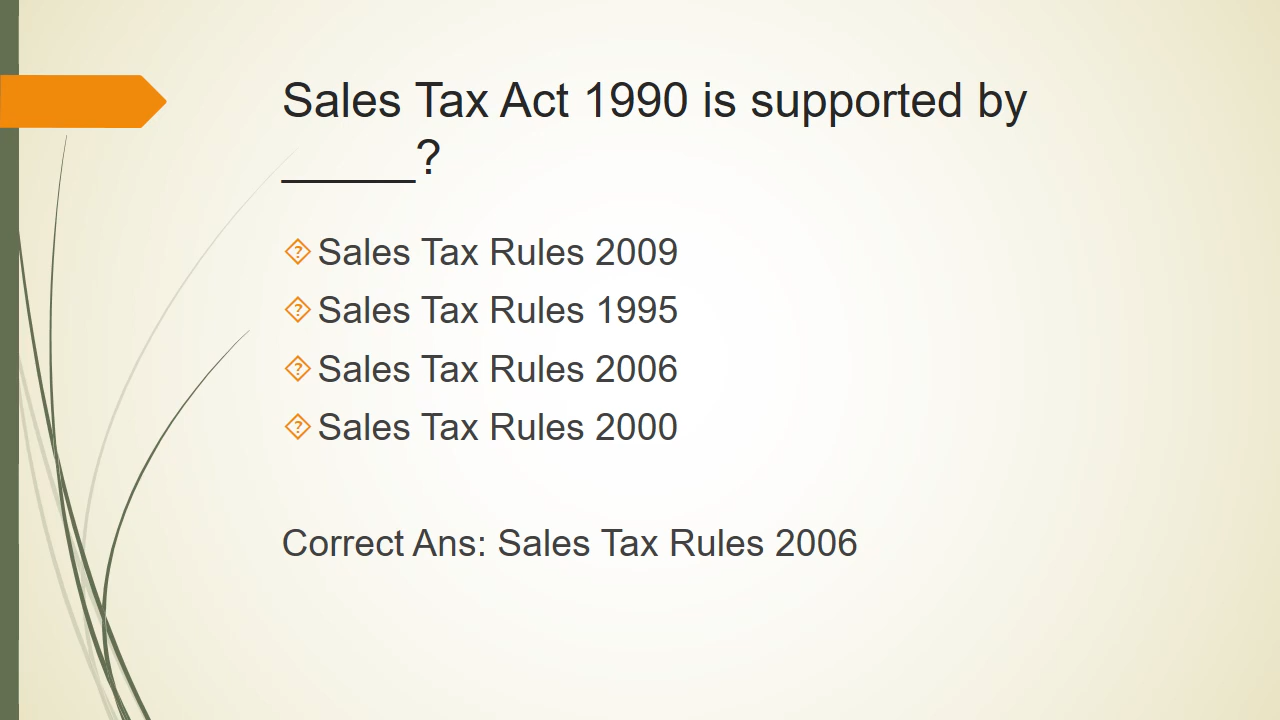 Sales Tax Act 1990 is supported by
_____?
Sales Tax Rules 2009
Sales Tax Rules 1995
Sales Tax Rules 2006
Sales Tax Rules 2000
Correct Ans: Sales Tax Rules 2006